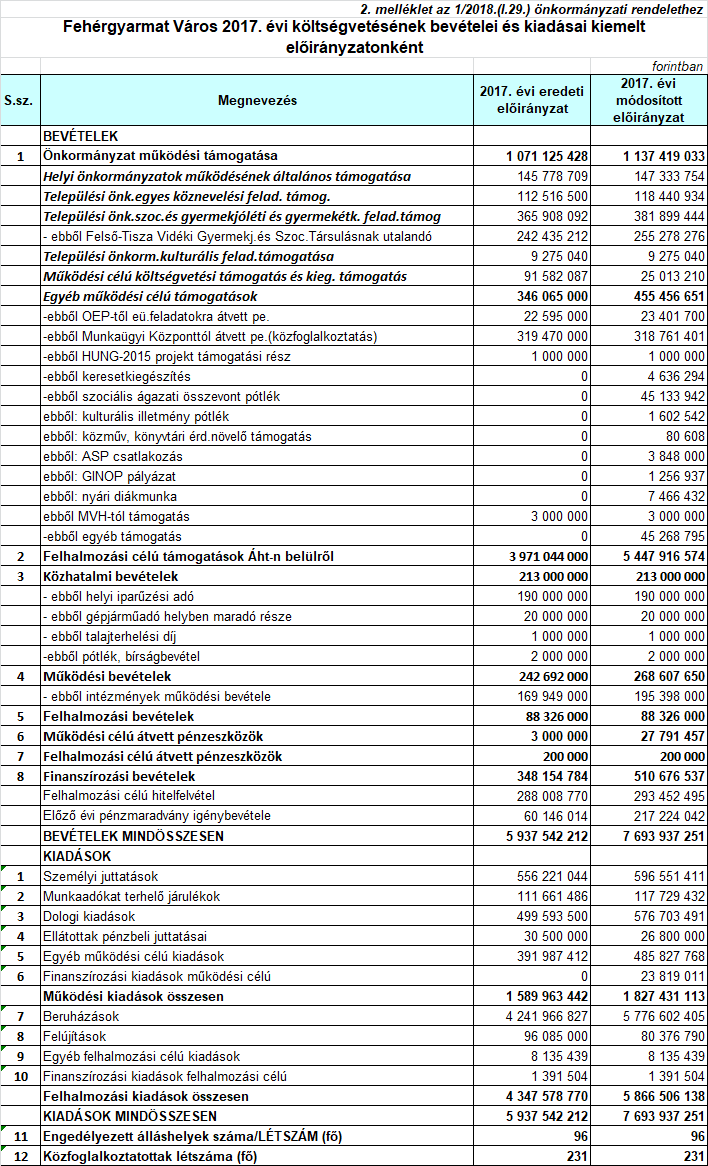 2. melléklet az 1/2018.(I.29.) önkormányzati rendelethez
Fehérgyarmat Város 2017. évi költségvetésének bevételei és kiadásai kiemelt
előirányzatonként
forintban
S.sz. Megnevezés 2017. évi eredeti előirányzat 2017. évi módosított előirányzat
BEVÉTELEK
1 Önkormányzat működési támogatása 1 071 125 428 1 137 419 033
Helyi önkormányzatok működésének általános támogatása 145 778 709 147 333 754
Települési önk.egyes köznevelési felad. támog. 112 516 500 118 440 934
Települési önk.szoc.és gyermekjóléti és gyermekétk. felad.támog 365 908 092 381 899 444
- ebből Felső-Tisza Vidéki Gyermekj.és Szoc.Társulásnak utalandó 242 435 212 255 278 276
Települési önkorm.kulturális felad.támogatása 9 275 040 9 275 040
Működési célú költségvetési támogatás és kieg. támogatás 91 582 087 25 013 210
Egyéb működési célú támogatások 346 065 000 455 456 651
-ebből OEP-től eü.feladatokra átvett pe. 22 595 000 23 401 700
-ebből Munkaügyi Központtól átvett pe.(közfoglalkoztatás) 319 470 000 318 761 401
-ebből HUNG-2015 projekt támogatási rész 1 000 000 1 000 000
-ebből keresetkiegészítés 0 4 636 294
-ebből szociális ágazati összevont pótlék 0 45 133 942
ebből: kulturális illetmény pótlék 0 1 602 542
ebből: közműv, könyvtári érd.növelő támogatás 0 80 608
ebből: ASP csatlakozás 0 3 848 000
ebből: GINOP pályázat 0 1 256 937
ebből: nyári diákmunka 0 7 466 432
ebből MVH-tól támogatás 3 000 000 3 000 000
-ebből egyéb támogatás 0 45 268 795
2 Felhalmozási célú támogatások Áht-n belülről 3 971 044 000 5 447 916 574
3 Közhatalmi bevételek 213 000 000 213 000 000
- ebből helyi iparűzési adó 190 000 000 190 000 000
- ebből gépjárműadó helyben maradó része 20 000 000 20 000 000
- ebből talajterhelési díj 1 000 000 1 000 000
-ebből pótlék, bírságbevétel 2 000 000 2 000 000
4 Működési bevételek 242 692 000 268 607 650
- ebből intézmények működési bevétele 169 949 000 195 398 000
5 Felhalmozási bevételek 88 326 000 88 326 000
6 Működési célú átvett pénzeszközök 3 000 000 27 791 457
7 Felhalmozási célú átvett pénzeszközök 200 000 200 000
8 Finanszírozási bevételek 348 154 784 510 676 537
Felhalmozási célú hitelfelvétel 288 008 770 293 452 495
Előző évi pénzmaradvány igénybevétele 60 146 014 217 224 042
BEVÉTELEK MINDÖSSZESEN 5 937 542 212 7 693 937 251
KIADÁSOK
1 Személyi juttatások 556 221 044 596 551 411
2 Munkaadókat terhelő járulékok 111 661 486 117 729 432
3 Dologi kiadások 499 593 500 576 703 491
4 Ellátottak pénzbeli juttatásai 30 500 000 26 800 000
5 Egyéb működési célú kiadások 391 987 412 485 827 768
6 Finanszírozási kiadások működési célú 0 23 819 011
Működési kiadások összesen 1 589 963 442 1 827 431 113
7 Beruházások 4 241 966 827 5 776 602 405
8 Felújítások 96 085 000 80 376 790
9 Egyéb felhalmozási célú kiadások 8 135 439 8 135 439
10 Finanszírozási kiadások felhalmozási célú 1 391 504 1 391 504
Felhalmozási kiadások összesen 4 347 578 770 5 866 506 138
KIADÁSOK MINDÖSSZESEN 5 937 542 212 7 693 937 251
11 Engedélyezett álláshelyek száma/LÉTSZÁM (fő) 96 96
12 Közfoglalkoztatottak létszáma (fő) 231 231